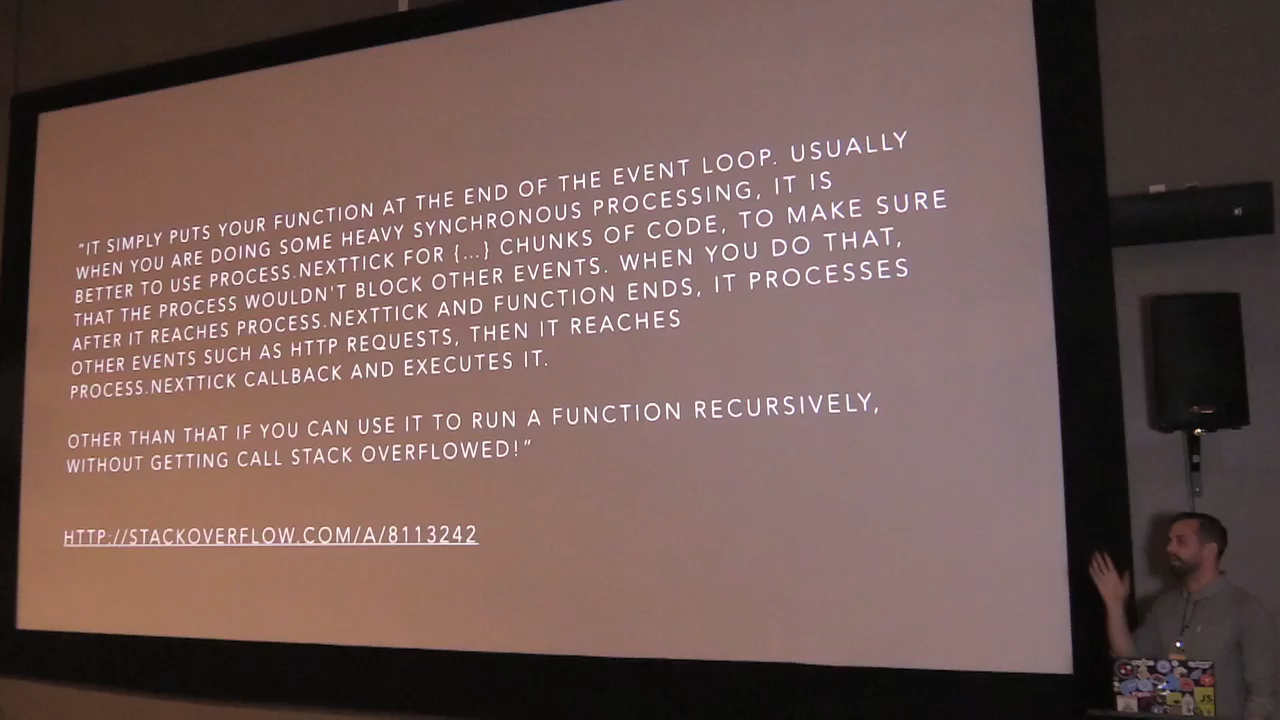 "IT SIMPLY PUTS YOUR FUNCTION AT THE END OF THE EVENT LOOP. USUALLY
WHEN YOU ARE DOING SOME HEAVY SYNCHRONOUS PROCESSING, IT IS
BETTER TO USE PROCESS.NEXTTICK FOR {...} CHUNKS OF CODE, TO MAKE SURE
THAT THE PROCESS WOULDN'T BLOCK OTHER EVENTS. WHEN YOU DO THAT,
AFTER IT REACHES PROCESS.NEXTTICK AND FUNCTION ENDS, IT PROCESSES
OTHER EVENTS SUCH AS HTTP REQUESTS, THEN IT REACHES
PROCESS.NEXTTICK CALLBACK AND EXECUTES IT.
OTHER THAN THAT IF YOU CAN USE IT TO RUN A FUNCTION RECURSIVELY,
WITHOUT GETTING CALL STACK OVERFLOWED!"
HTTP://STACKOVERFLOW.COM/A/8113242
JS